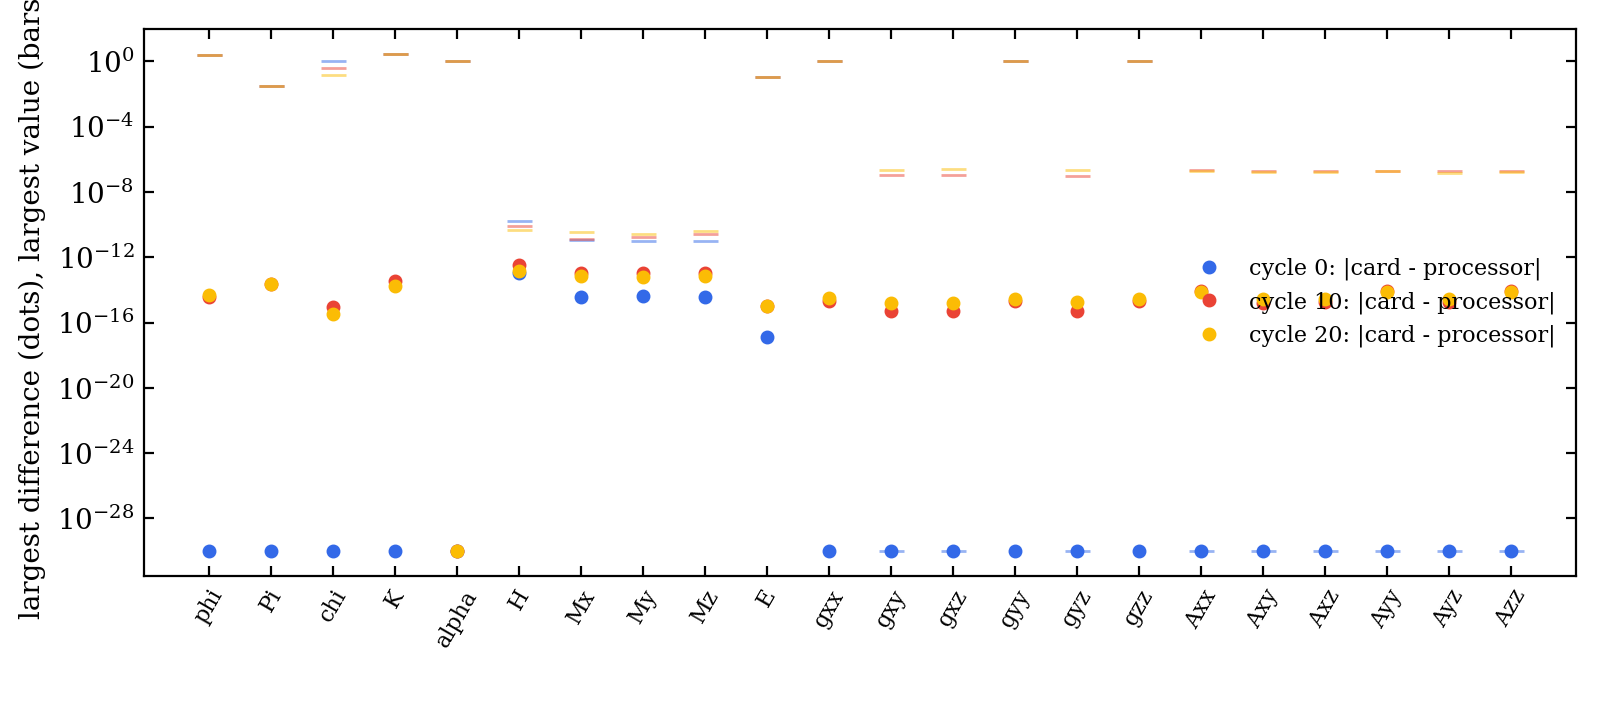 largest difference (dots), largest value (bars
10⁰
10⁻⁴
10⁻⁸
10⁻¹²
10⁻¹⁶
10⁻²⁰
10⁻²⁴
10⁻²⁸
cycle 0: |card - processor|
cycle 10: |card - processor|
cycle 20: |card - processor|
phi
Pi
chi
K
alpha
H
Mx
My
Mz
E
gxx
gxy
gxz
gyy
gyz
gzz
Axx
Axy
Axz
Ayy
Ayz
Azz